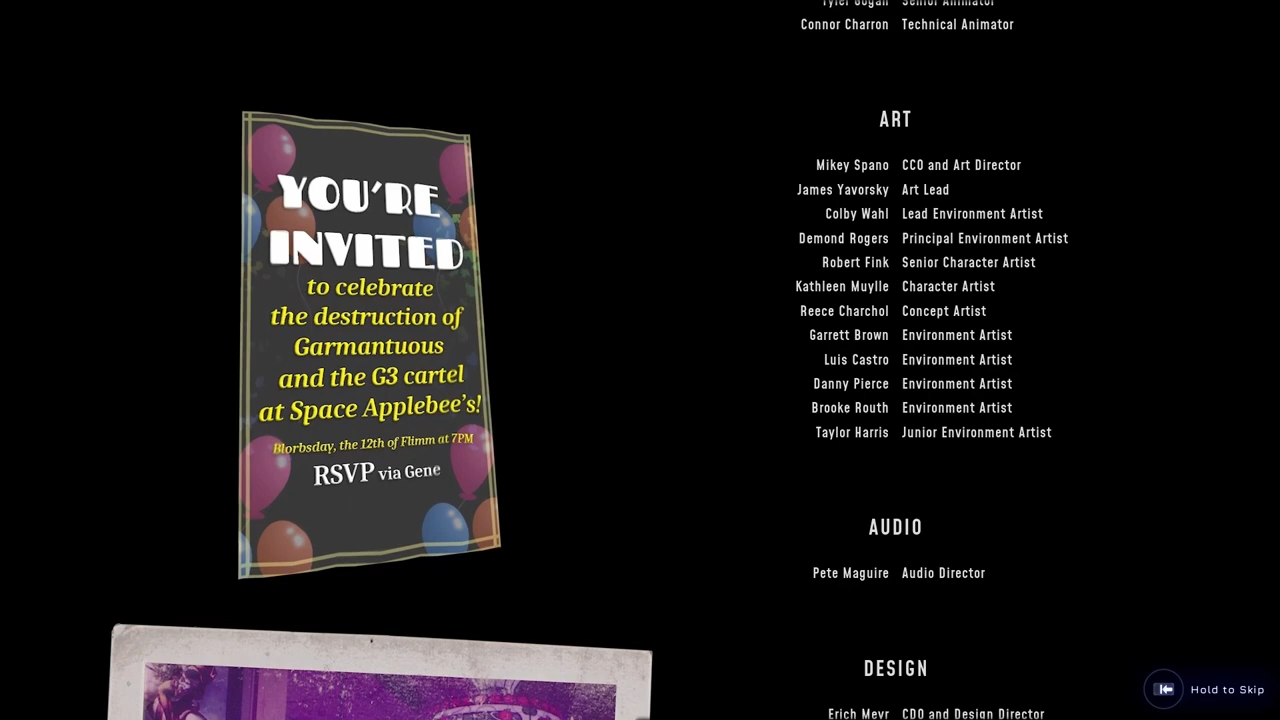 YOU'RE
INVITED
to celebrate
the destruction of
Garmantuous
and the G3 cartel
at Space Applebee's!
Blorbsday, the 12th of Flimm at 7PM
RSVP via Gene
Tyler Gogan Senior Animator
Connor Charron Technical Animator
ART
Mikey Spano CCO and Art Director
James Yavorsky Art Lead
Colby Wahl Lead Environment Artist
Demond Rogers Principal Environment Artist
Robert Fink Senior Character Artist
Kathleen Muylle Character Artist
Reece Charchol Concept Artist
Garrett Brown Environment Artist
Luis Castro Environment Artist
Danny Pierce Environment Artist
Brooke Routh Environment Artist
Taylor Harris Junior Environment Artist
AUDIO
Pete Maguire Audio Director
DESIGN
Erich Meyr CDO and Design Director
Hold to Skip